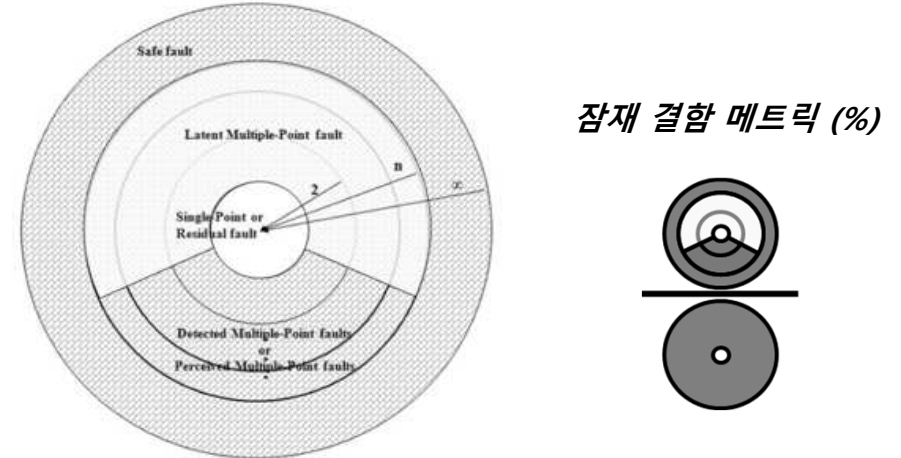 Safe fault
잠재 결함 메트릭 (%)
Latent Multiple-Point fault
n
2
∞
Single Point or
Residual fault
Detected Multiple-Point faults
or
Perceived Multiple-Point faults